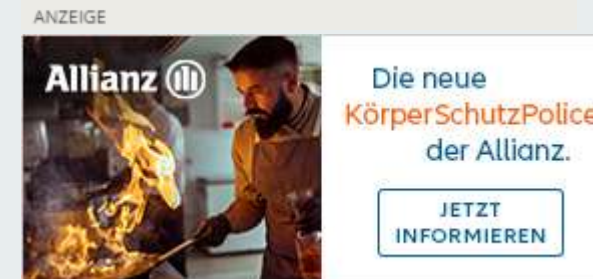 ANZEIGE
Allianz
Die neue
KörperSchutzPolice
der Allianz.
JETZT
INFORMIEREN